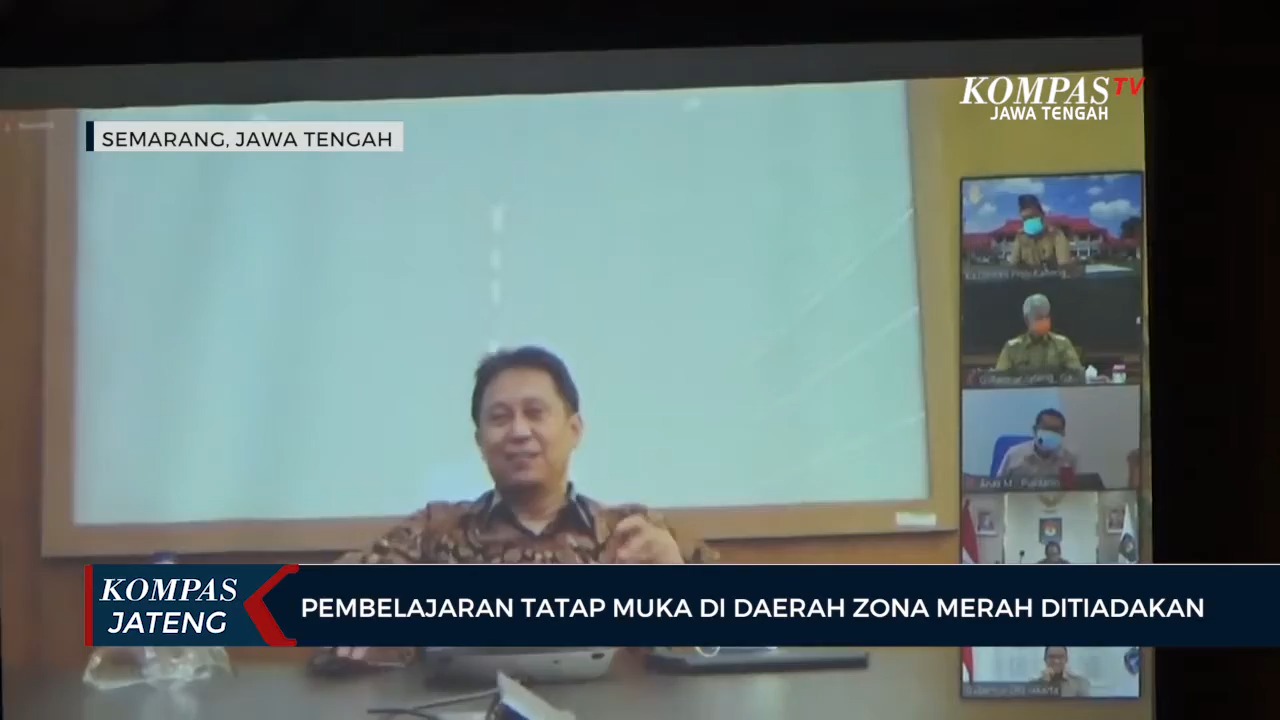 KOMPAS TV
JAWA TENGAH
SEMARANG, JAWA TENGAH
KOMPAS
JATENG
PEMBELAJARAN TATAP MUKA DI DAERAH ZONA MERAH DITIADAKAN